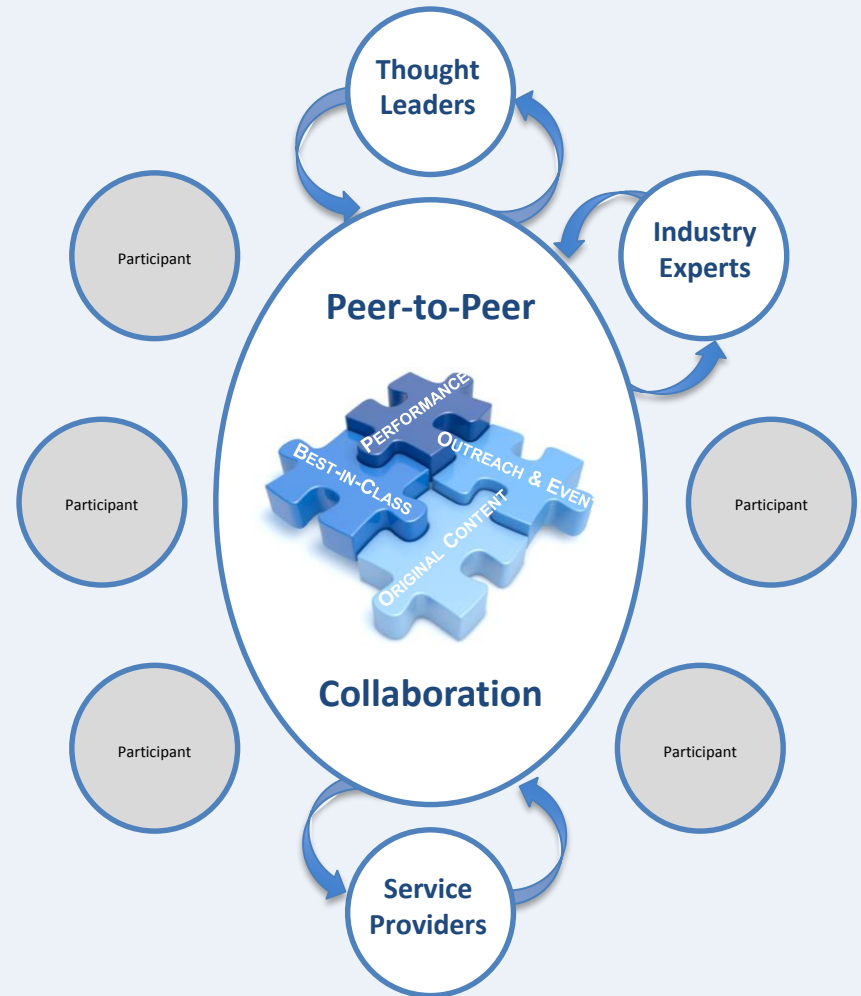 Thought
Leaders
Industry
Experts
Participant
Peer-to-Peer
PERFORMANCE
BEST-IN-CLASS
OUTREACH & EVENT
ORIGINAL CONTENT
Participant
Participant
Collaboration
Participant
Participant
Service
Providers